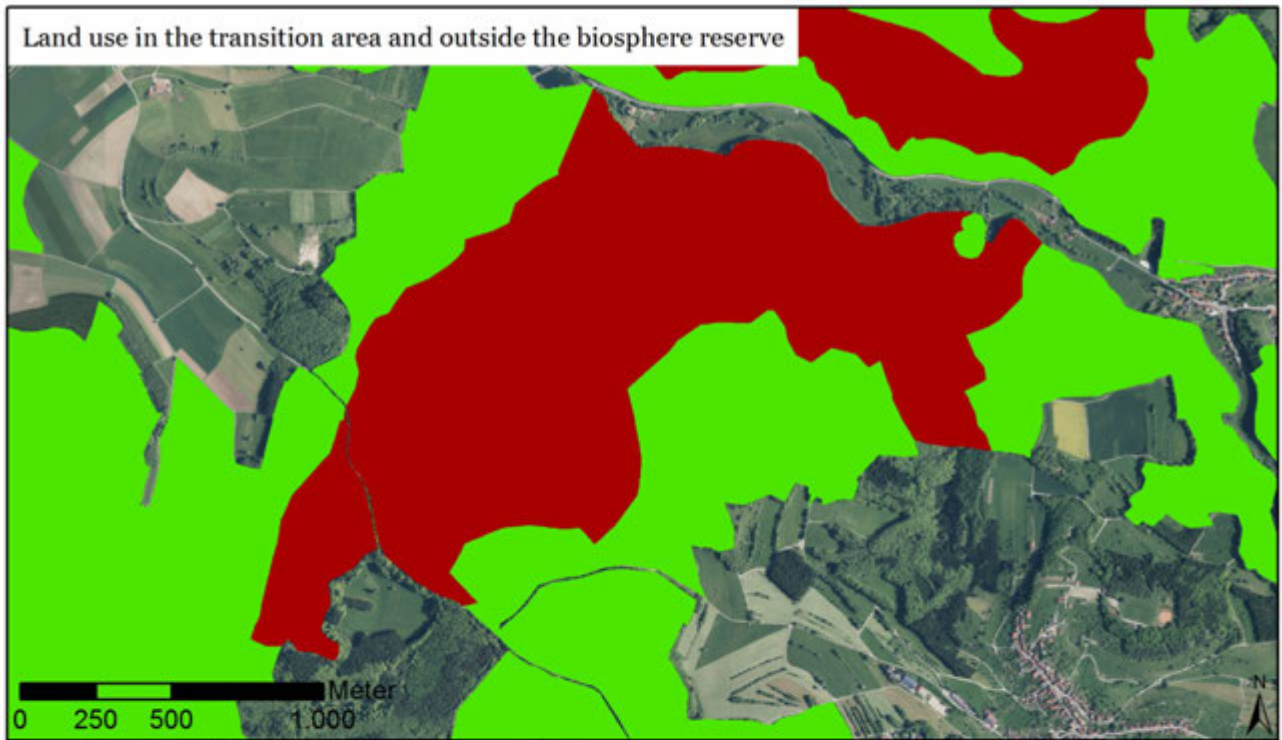 Land use in the transition area and outside the biosphere reserve
Meter
0 250 500 1.000
N